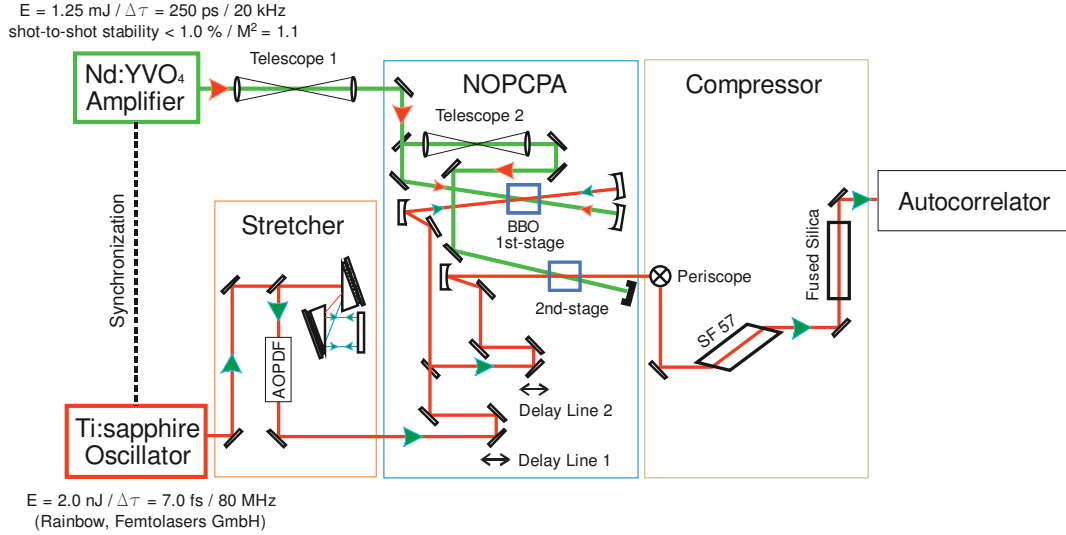 E = 1.25 mJ / Δτ = 250 ps / 20 kHz
shot-to-shot stability < 1.0 % / M² = 1.1
Nd:YVO₄
Amplifier
Telescope 1
NOPCPA
Compressor
Telescope 2
Autocorrelator
Stretcher
BBO
1st-stage
Fused Silica
Synchronization
Periscope
2nd-stage
SF 57
AOPDF
Delay Line 2
Ti:sapphire
Oscillator
Delay Line 1
E = 2.0 nJ / Δτ = 7.0 fs / 80 MHz
(Rainbow, Femtolasers GmbH)